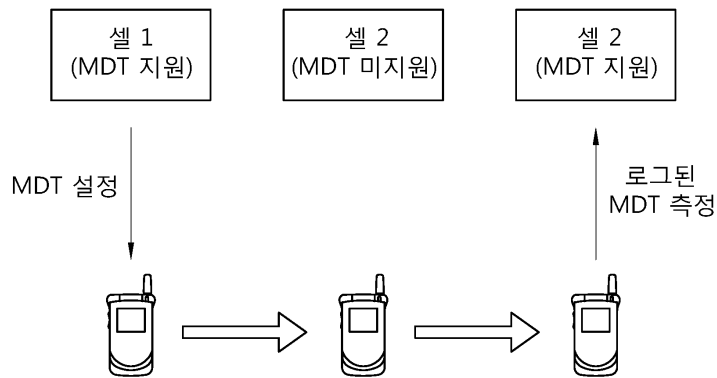 셀 1
(MDT 지원)
셀 2
(MDT 미지원)
셀 2
(MDT 지원)
MDT 설정
로그된
MDT 측정